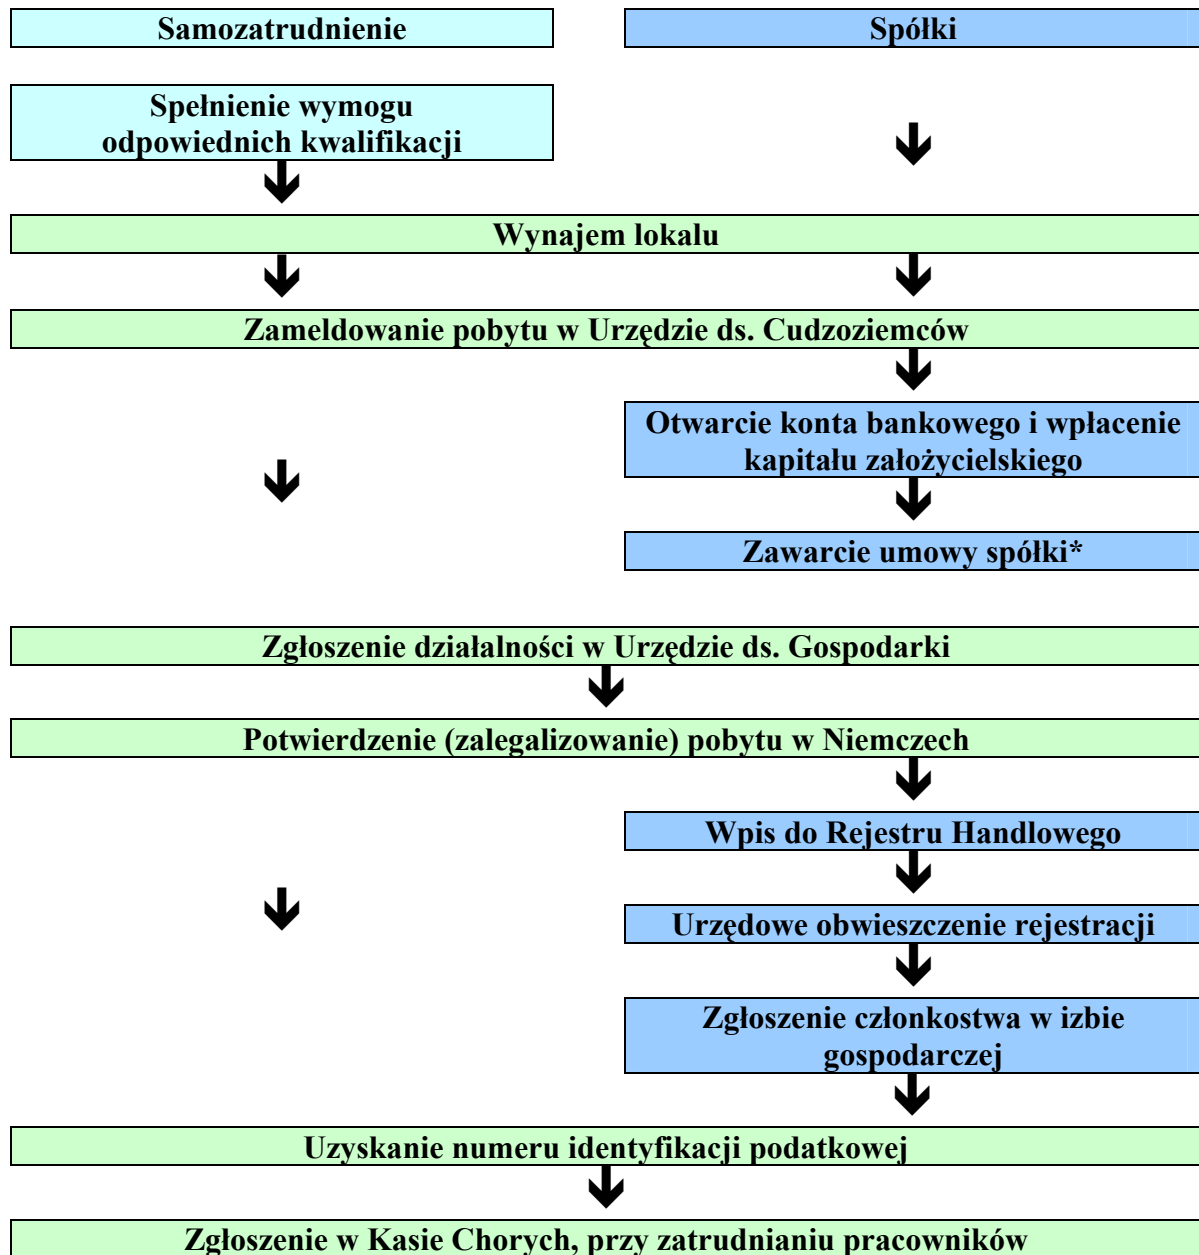 Samozatrudnienie
Spółki
Spełnienie wymogu
odpowiednich kwalifikacji
Wynajem lokalu
Zameldowanie pobytu w Urzędzie ds. Cudzoziemców
Otwarcie konta bankowego i wpłacenie
kapitału założycielskiego
Zawarcie umowy spółki*
Zgłoszenie działalności w Urzędzie ds. Gospodarki
Potwierdzenie (zalegalizowanie) pobytu w Niemczech
Wpis do Rejestru Handlowego
Urzędowe obwieszczenie rejestracji
Zgłoszenie członkostwa w izbie
gospodarczej
Uzyskanie numeru identyfikacji podatkowej
Zgłoszenie w Kasie Chorych, przy zatrudnianiu pracowników